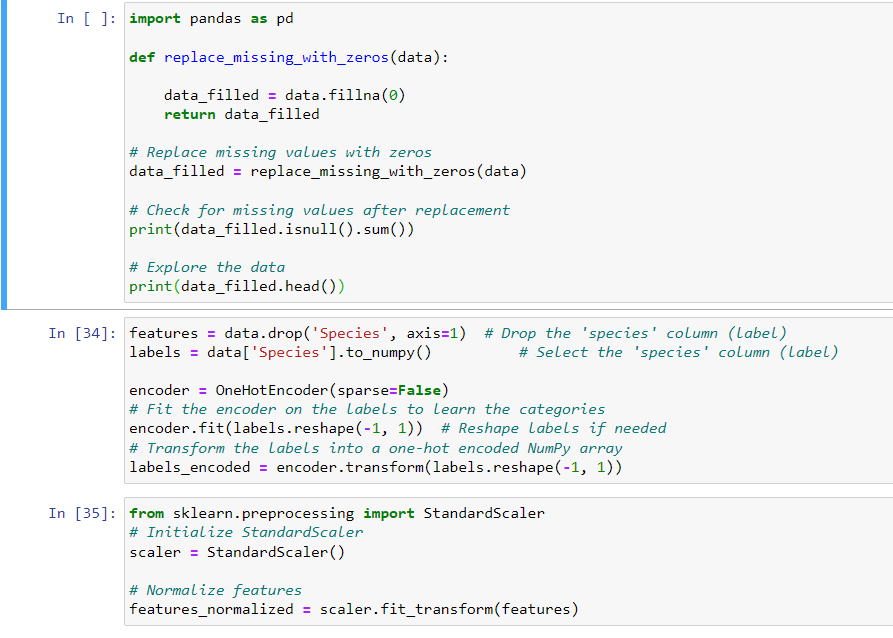 In [ ]: import pandas as pd
def replace_missing_with_zeros(data):
data_filled = data.fillna(0)
return data_filled
# Replace missing values with zeros
data_filled = replace_missing_with_zeros(data)
# Check for missing values after replacement
print(data_filled.isnull().sum())
# Explore the data
print(data_filled.head())
In [34]: features = data.drop('Species', axis=1)  # Drop the 'species' column (label)
labels = data['Species'].to_numpy()          # Select the 'species' column (label)
encoder = OneHotEncoder(sparse=False)
# Fit the encoder on the labels to learn the categories
encoder.fit(labels.reshape(-1, 1))  # Reshape labels if needed
# Transform the labels into a one-hot encoded NumPy array
labels_encoded = encoder.transform(labels.reshape(-1, 1))
In [35]: from sklearn.preprocessing import StandardScaler
# Initialize StandardScaler
scaler = StandardScaler()
# Normalize features
features_normalized = scaler.fit_transform(features)